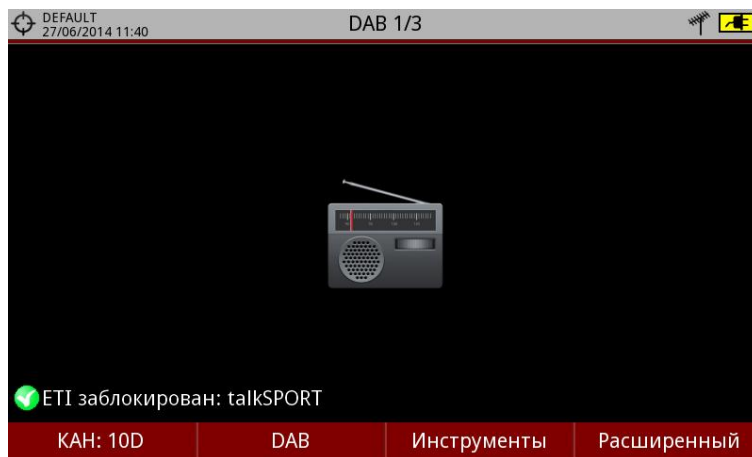 DEFAULT
27/06/2014 11:40
DAB 1/3
ETI заблокирован: talkSPORT
КАН: 10D
DAB
Инструменты
Расширенный